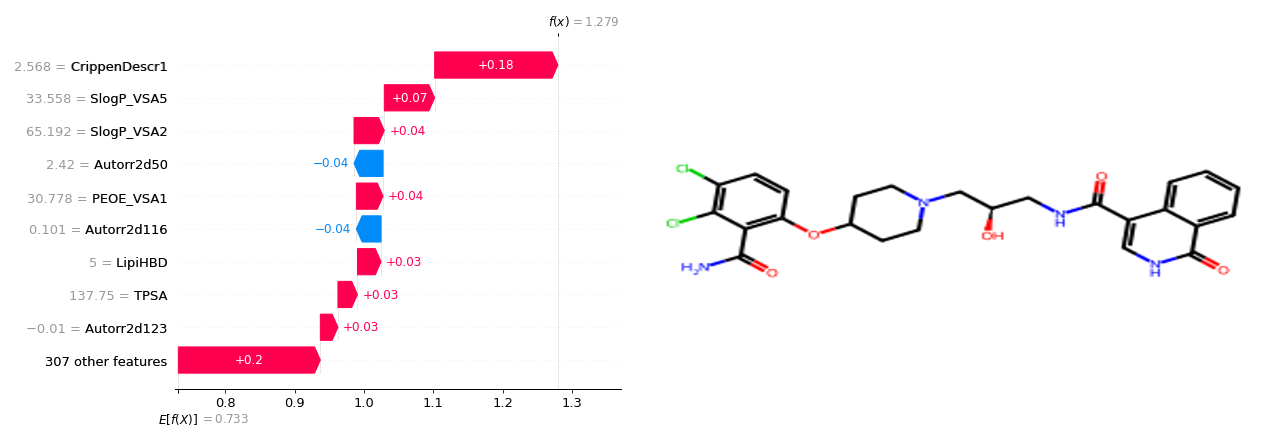 f(x) = 1.279
2.568 = CrippenDescr1
+0.18
33.558 = SlogP_VSA5
+0.07
65.192 = SlogP_VSA2
+0.04
2.42 = Autorr2d50
−0.04
30.778 = PEOE_VSA1
+0.04
0.101 = Autorr2d116
−0.04
5 = LipiHBD
+0.03
137.75 = TPSA
+0.03
−0.01 = Autorr2d123
+0.03
307 other features
+0.2
0.8 0.9 1.0 1.1 1.2 1.3
E[f(X)] = 0.733
Cl
Cl
H₂N
O
O
N
OH
N
H
O
N
H
O